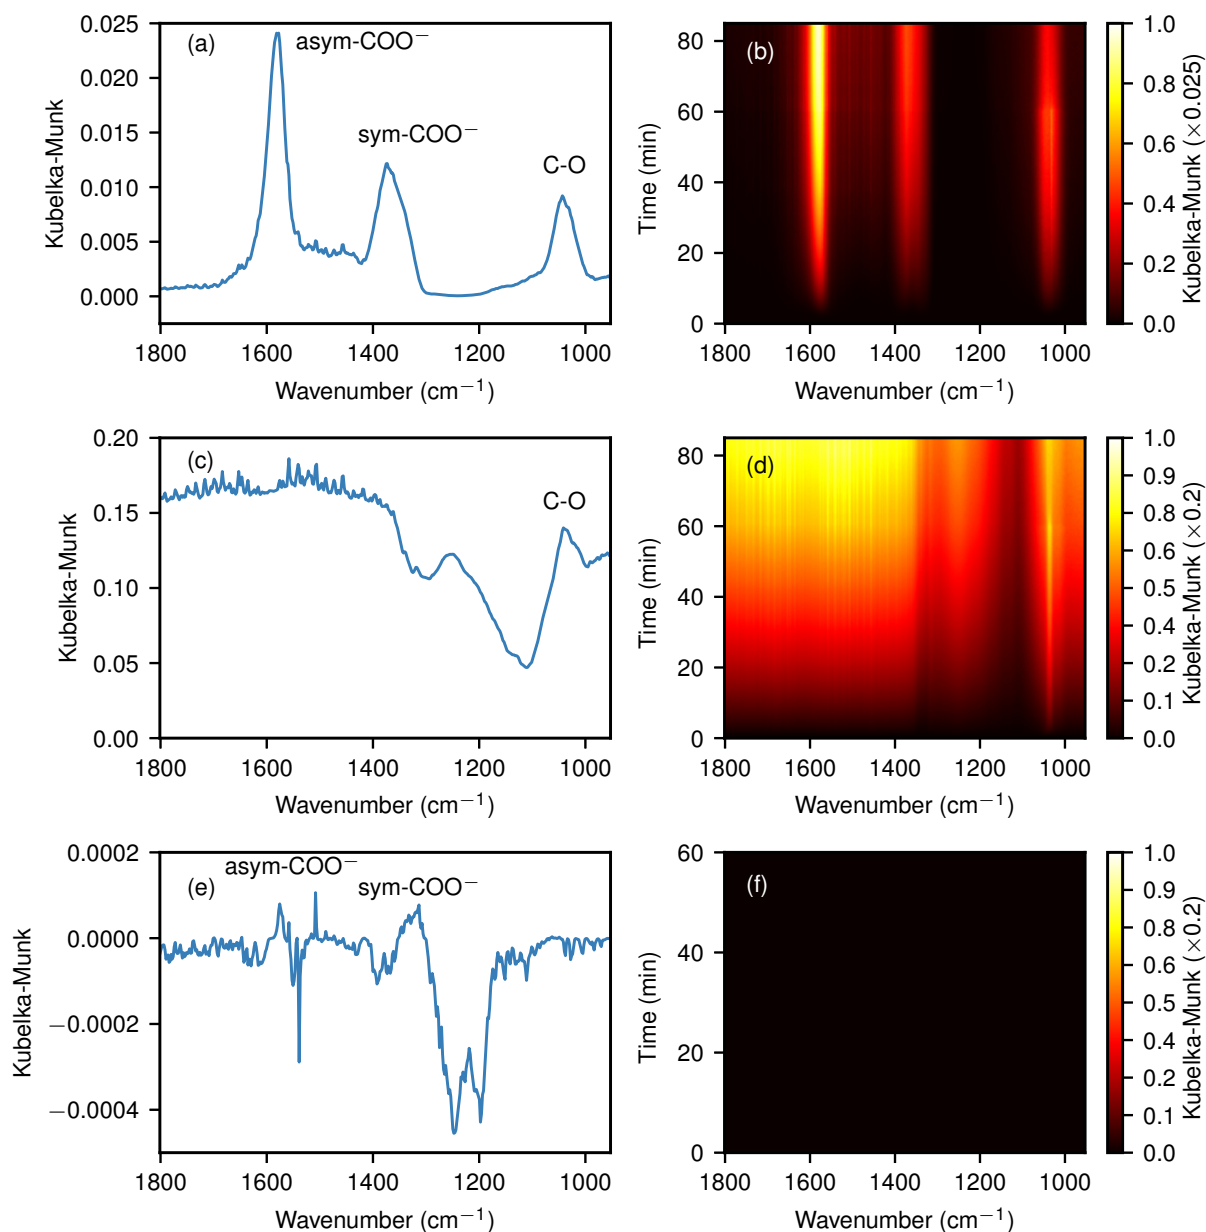 (a)
asym-COO⁻
sym-COO⁻
C-O
0.025
0.020
0.015
0.010
0.005
0.000
Kubelka-Munk
1800 1600 1400 1200 1000
Wavenumber (cm⁻¹)
(b)
80
60
40
20
0
Time (min)
1800 1600 1400 1200 1000
Wavenumber (cm⁻¹)
1.0
0.8
0.6
0.4
0.2
0.0
Kubelka-Munk (×0.025)
(c)
C-O
0.20
0.15
0.10
0.05
0.00
Kubelka-Munk
1800 1600 1400 1200 1000
Wavenumber (cm⁻¹)
(d)
80
60
40
20
0
Time (min)
1800 1600 1400 1200 1000
Wavenumber (cm⁻¹)
1.0
0.9
0.8
0.6
0.5
0.4
0.2
0.1
0.0
Kubelka-Munk (×0.2)
(e)
asym-COO⁻
sym-COO⁻
0.0002
0.0000
−0.0002
−0.0004
Kubelka-Munk
1800 1600 1400 1200 1000
Wavenumber (cm⁻¹)
(f)
60
40
20
0
Time (min)
1800 1600 1400 1200 1000
Wavenumber (cm⁻¹)
1.0
0.9
0.8
0.6
0.5
0.4
0.2
0.1
0.0
Kubelka-Munk (×0.2)